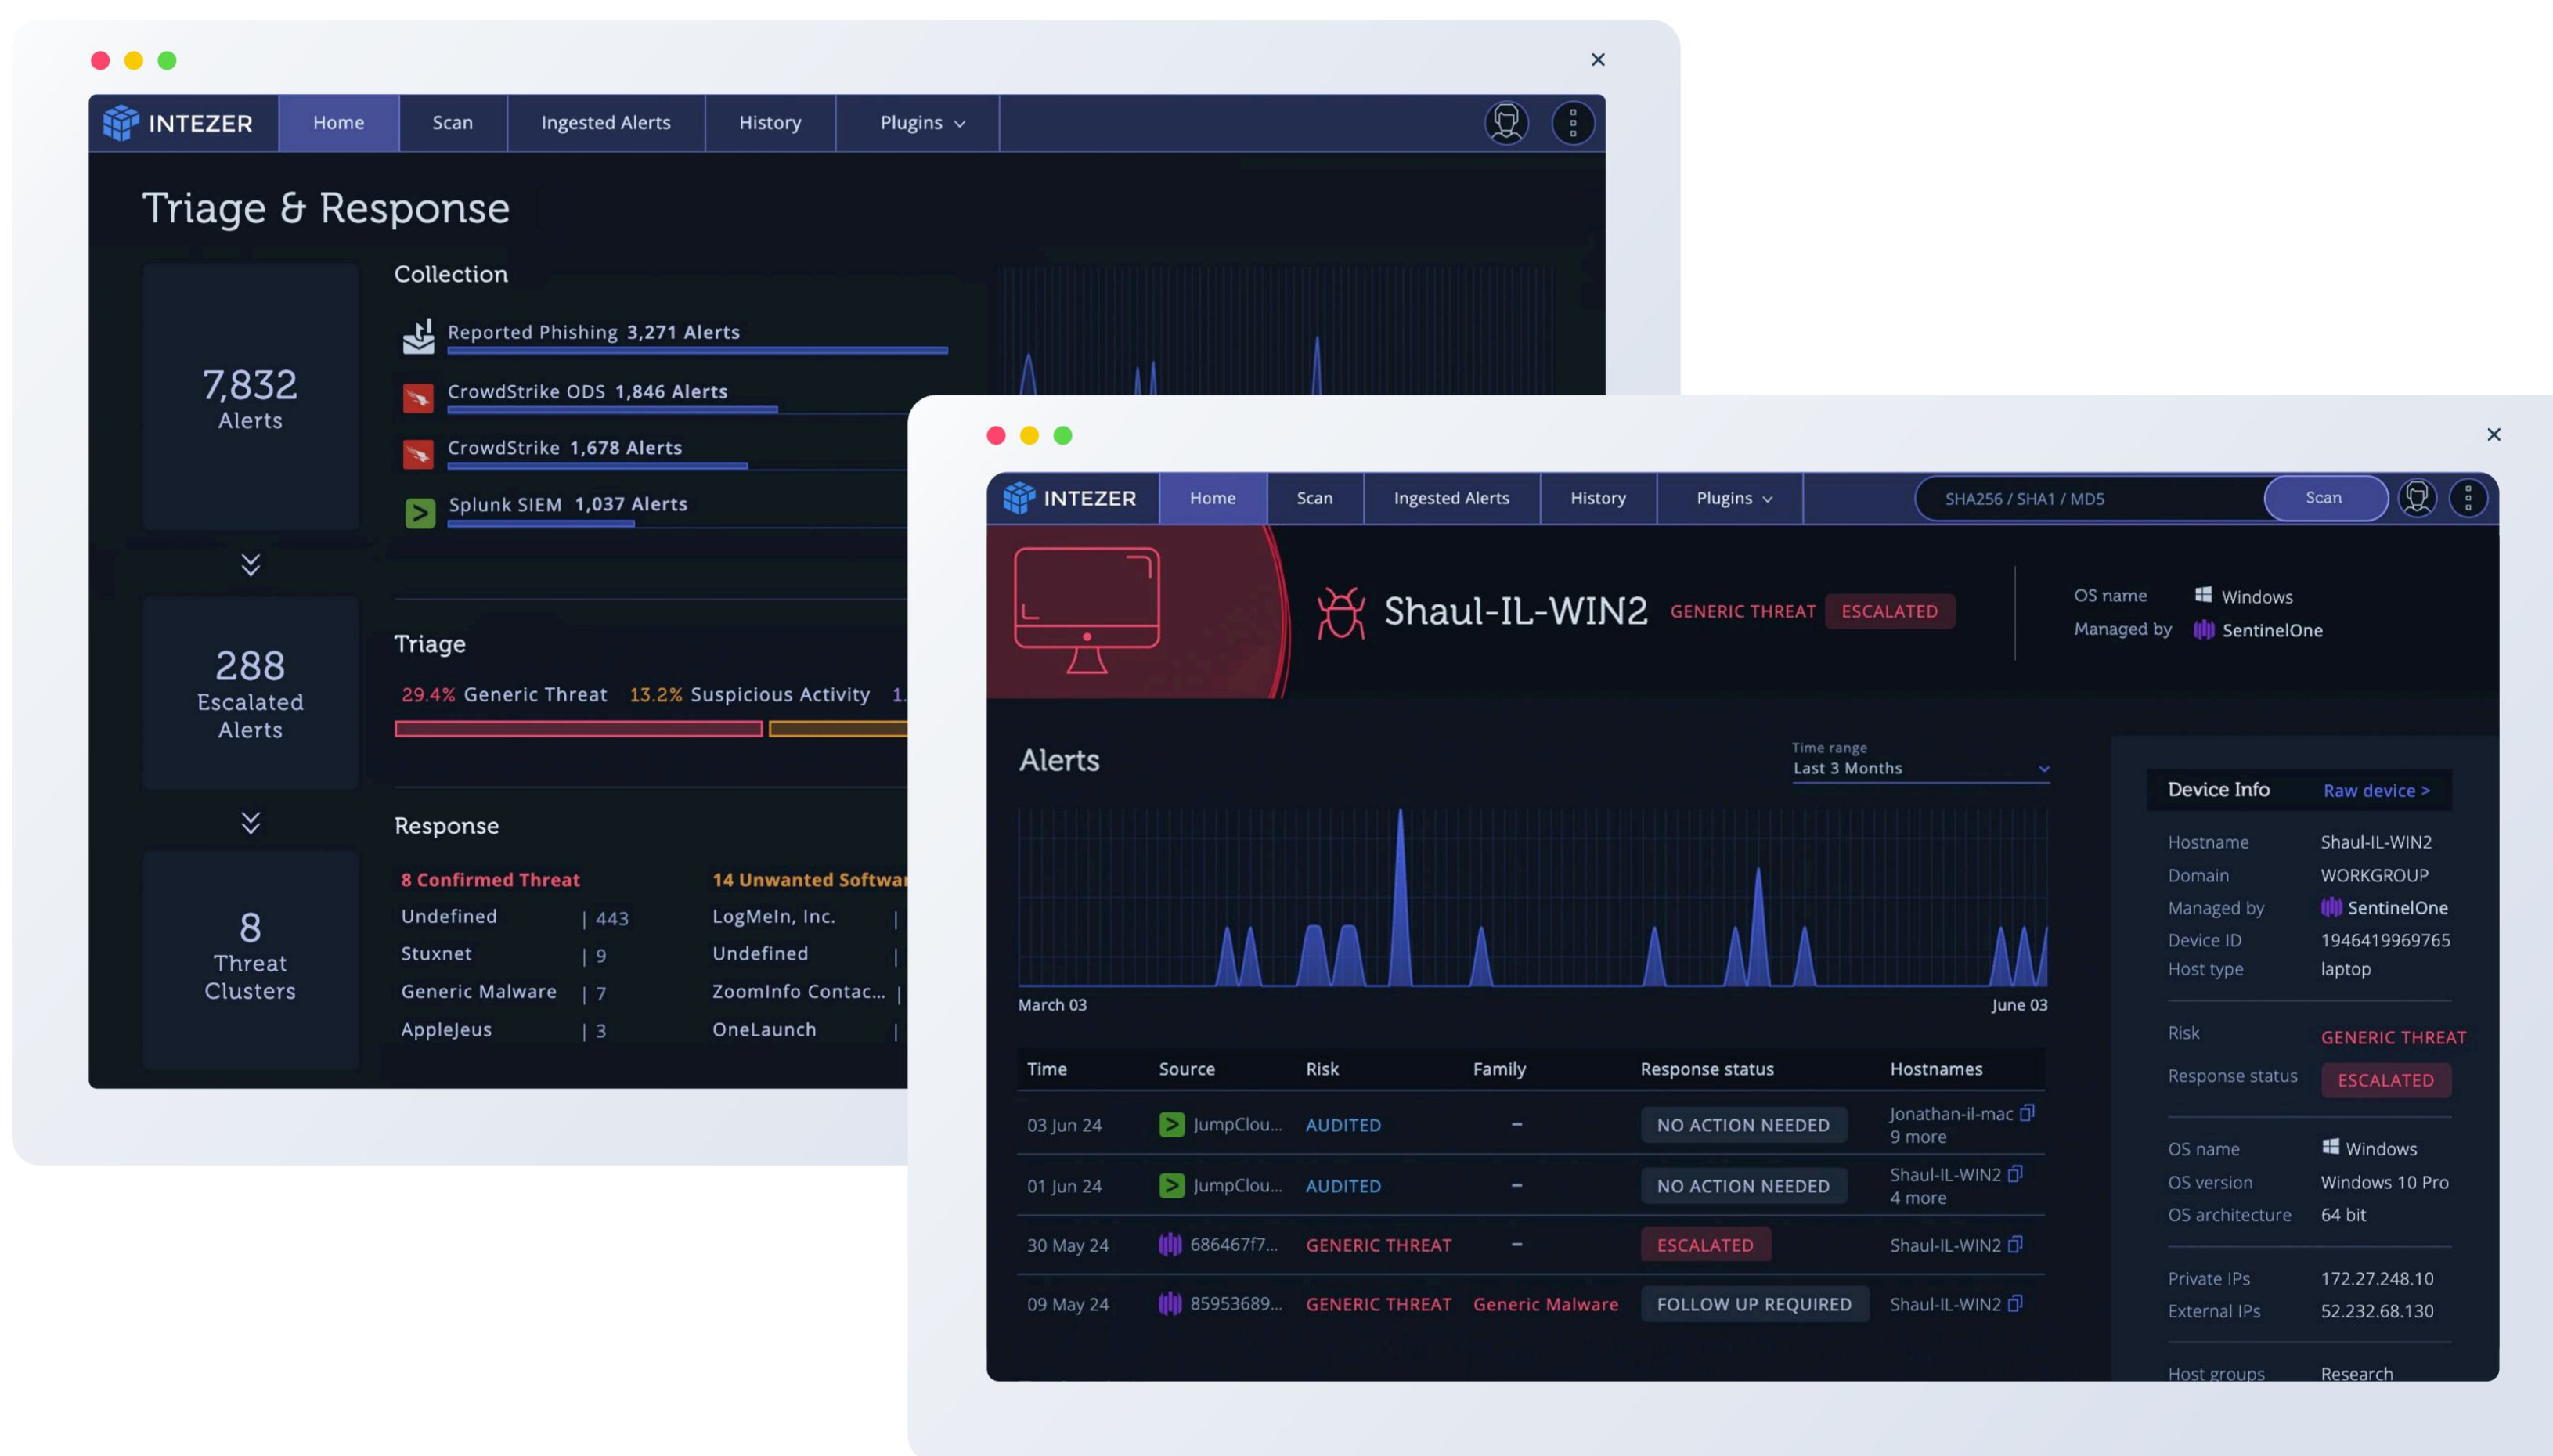 INTEZER Home Scan Ingested Alerts History Plugins
Triage & Response
7,832
Alerts
288
Escalated
Alerts
8
Threat
Clusters
Collection
Reported Phishing 3,271 Alerts
CrowdStrike ODS 1,846 Alerts
CrowdStrike 1,678 Alerts
Splunk SIEM 1,037 Alerts
Triage
29.4% Generic Threat 13.2% Suspicious Activity 1.
Response
8 Confirmed Threat
Undefined | 443
Stuxnet | 9
Generic Malware | 7
AppleJeus | 3
14 Unwanted Softwar
LogMeIn, Inc. |
Undefined |
ZoomInfo Contac... |
OneLaunch |
INTEZER Home Scan Ingested Alerts History Plugins SHA256 / SHA1 / MD5 Scan
Shaul-IL-WIN2 GENERIC THREAT ESCALATED
OS name Windows
Managed by SentinelOne
Alerts
Time range
Last 3 Months
March 03 June 03
Time Source Risk Family Response status Hostnames
03 Jun 24 JumpClou... AUDITED – NO ACTION NEEDED Jonathan-il-mac
9 more
01 Jun 24 JumpClou... AUDITED – NO ACTION NEEDED Shaul-IL-WIN2
4 more
30 May 24 686467f7... GENERIC THREAT – ESCALATED Shaul-IL-WIN2
09 May 24 85953689... GENERIC THREAT Generic Malware FOLLOW UP REQUIRED Shaul-IL-WIN2
Device Info Raw device >
Hostname Shaul-IL-WIN2
Domain WORKGROUP
Managed by SentinelOne
Device ID 1946419969765
Host type laptop
Risk GENERIC THREAT
Response status ESCALATED
OS name Windows
OS version Windows 10 Pro
OS architecture 64 bit
Private IPs 172.27.248.10
External IPs 52.232.68.130
Host groups Research